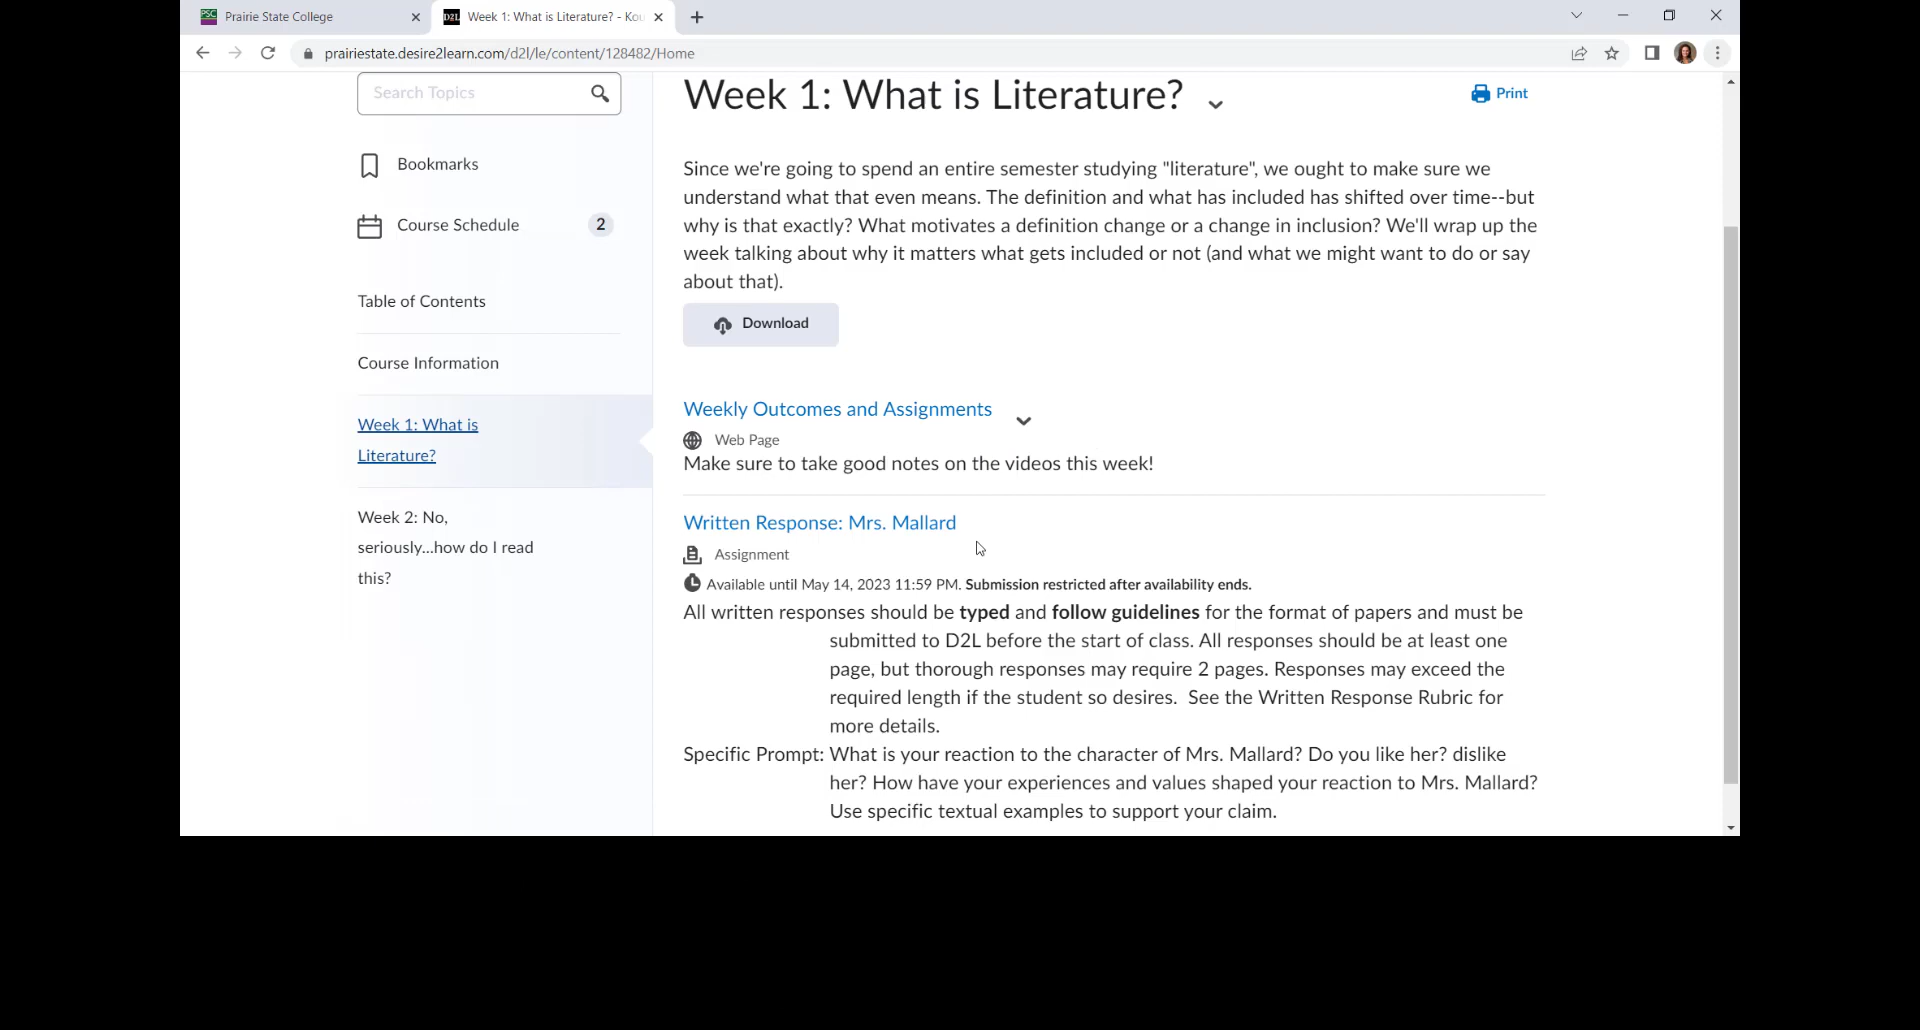 PSC Prairie State College
D2L Week 1: What is Literature? - Kou
prairiestate.desire2learn.com/d2l/le/content/128482/Home
Search Topics
Bookmarks
Course Schedule 2
Table of Contents
Course Information
Week 1: What is
Literature?
Week 2: No,
seriously...how do I read
this?
Week 1: What is Literature?
Print
Since we're going to spend an entire semester studying "literature", we ought to make sure we
understand what that even means. The definition and what has included has shifted over time--but
why is that exactly? What motivates a definition change or a change in inclusion? We'll wrap up the
week talking about why it matters what gets included or not (and what we might want to do or say
about that).
Download
Weekly Outcomes and Assignments
Web Page
Make sure to take good notes on the videos this week!
Written Response: Mrs. Mallard
Assignment
Available until May 14, 2023 11:59 PM. Submission restricted after availability ends.
All written responses should be typed and follow guidelines for the format of papers and must be
submitted to D2L before the start of class. All responses should be at least one
page, but thorough responses may require 2 pages. Responses may exceed the
required length if the student so desires. See the Written Response Rubric for
more details.
Specific Prompt: What is your reaction to the character of Mrs. Mallard? Do you like her? dislike
her? How have your experiences and values shaped your reaction to Mrs. Mallard?
Use specific textual examples to support your claim.